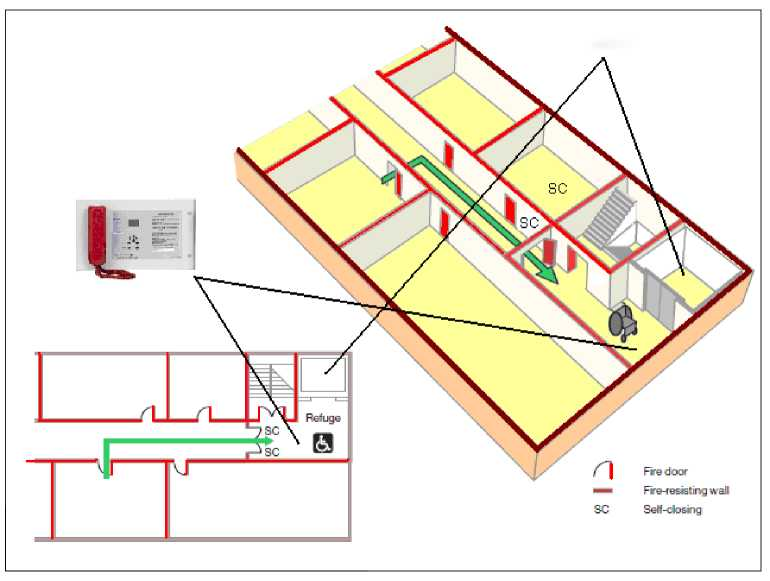 SC
SC
Refuge
SC
SC
Fire door
Fire-resisting wall
SC Self-closing